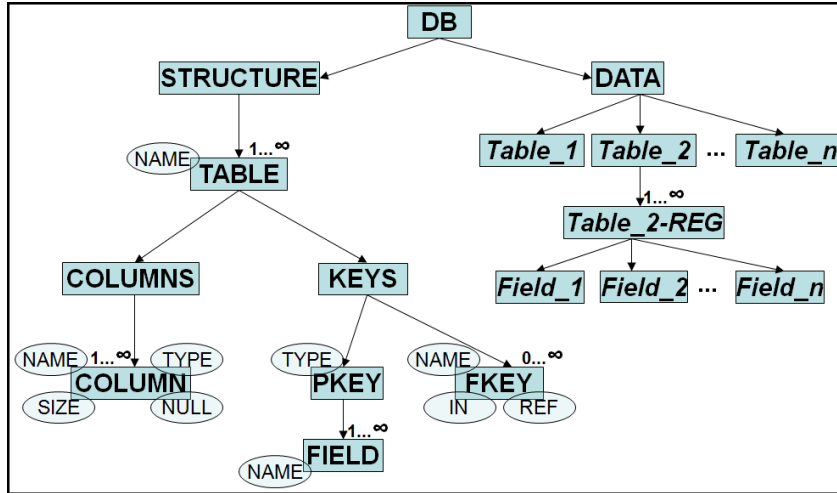 DB
STRUCTURE DATA
1... ∞
NAME
TABLE
Table_1 Table_2 ... Table_n
1... ∞
Table_2-REG
COLUMNS KEYS
Field_1 Field_2 ... Field_n
NAME 1... ∞ TYPE
COLUMN
SIZE NULL
TYPE
PKEY
NAME 0... ∞
FKEY
IN REF
1... ∞
FIELD
NAME